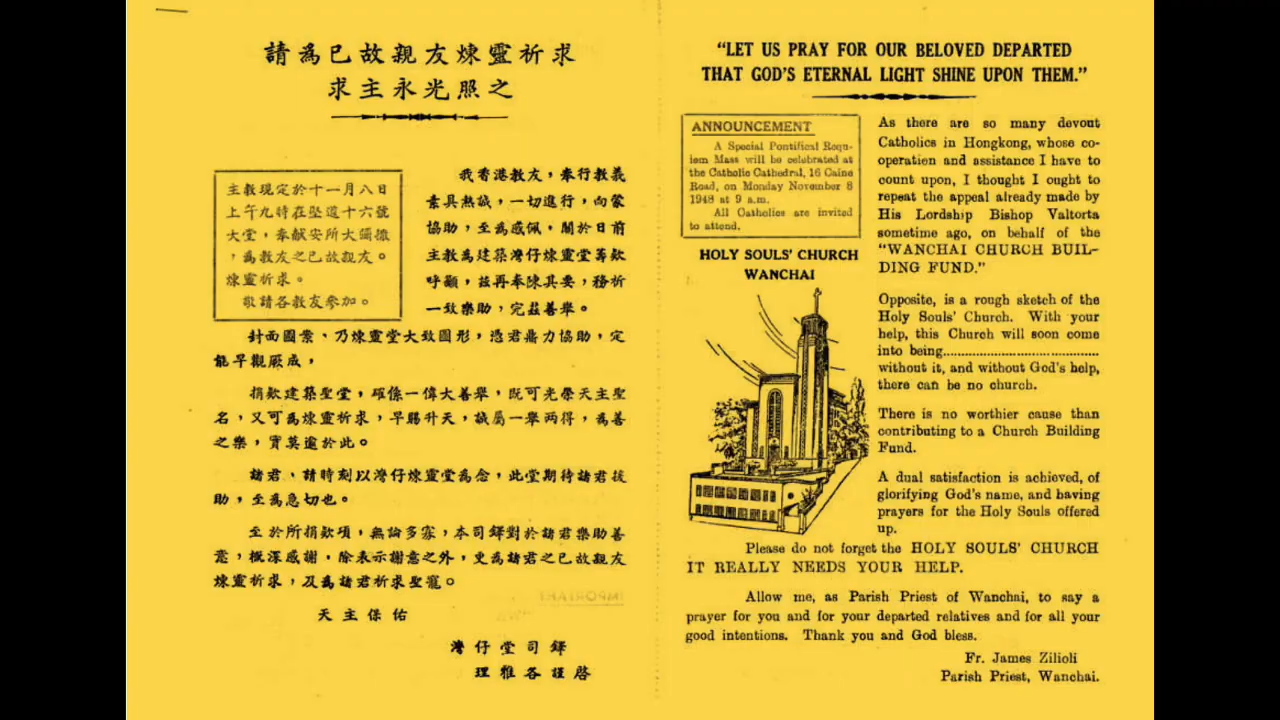 請為已故親友煉靈祈求
求主永光照之
主教現定於十一月八日
上午九時在堅道十六號
大堂，奉献安所大彌撒
，為教友之已故親友。
煉靈祈求。
敬請各教友參加。
我香港教友，奉行教義
素具熱誠，一切進行，向蒙
協助，至為感佩，關於日前
主教為建築灣仔煉靈堂籌欵
呼籲，茲再奉陳其要，務祈
一致樂助，完茲善舉。
封面圖案、乃煉靈堂大致圖形，憑君鼎力協助，定
能早觀厥成，
捐欵建築聖堂，確係一偉大善舉，既可光榮天主聖
名，又可為煉靈祈求，早賜升天，誠屬一舉兩得，為善
之樂，實莫逾於此。
諸君、請時刻以灣仔煉靈堂為念，此堂期待諸君援
助，至為急切也。
至於所捐欵項，無論多寡，本司鐸對於諸君樂助善
意，概深感謝，除表示謝意之外，更為諸君之已故親友
煉靈祈求，及為諸君祈求聖寵。
天主保佑
灣仔堂司鐸
理雅各謹啓
"LET US PRAY FOR OUR BELOVED DEPARTED
THAT GOD'S ETERNAL LIGHT SHINE UPON THEM."
ANNOUNCEMENT
A Special Pontifical Requ-
iem Mass will be celebrated at
the Catholic Cathedral, 16 Caine
Road, on Monday November 8
1948 at 9 a.m.
All Catholics are invited
to attend.
HOLY SOULS' CHURCH
WANCHAI
As there are so many devout
Catholics in Hongkong, whose co-
operation and assistance I have to
count upon, I thought I ought to
repeat the appeal already made by
His Lordship Bishop Valtorta
sometime ago, on behalf of the
"WANCHAI CHURCH BUIL-
DING FUND."
Opposite, is a rough sketch of the
Holy Souls' Church. With your
help, this Church will soon come
into being.......................................
without it, and without God's help,
there can be no church.
There is no worthier cause than
contributing to a Church Building
Fund.
A dual satisfaction is achieved, of
glorifying God's name, and having
prayers for the Holy Souls offered
up.
Please do not forget the HOLY SOULS' CHURCH
IT REALLY NEEDS YOUR HELP.
Allow me, as Parish Priest of Wanchai, to say a
prayer for you and for your departed relatives and for all your
good intentions. Thank you and God bless.
Fr. James Zilioli
Parish Priest, Wanchai.